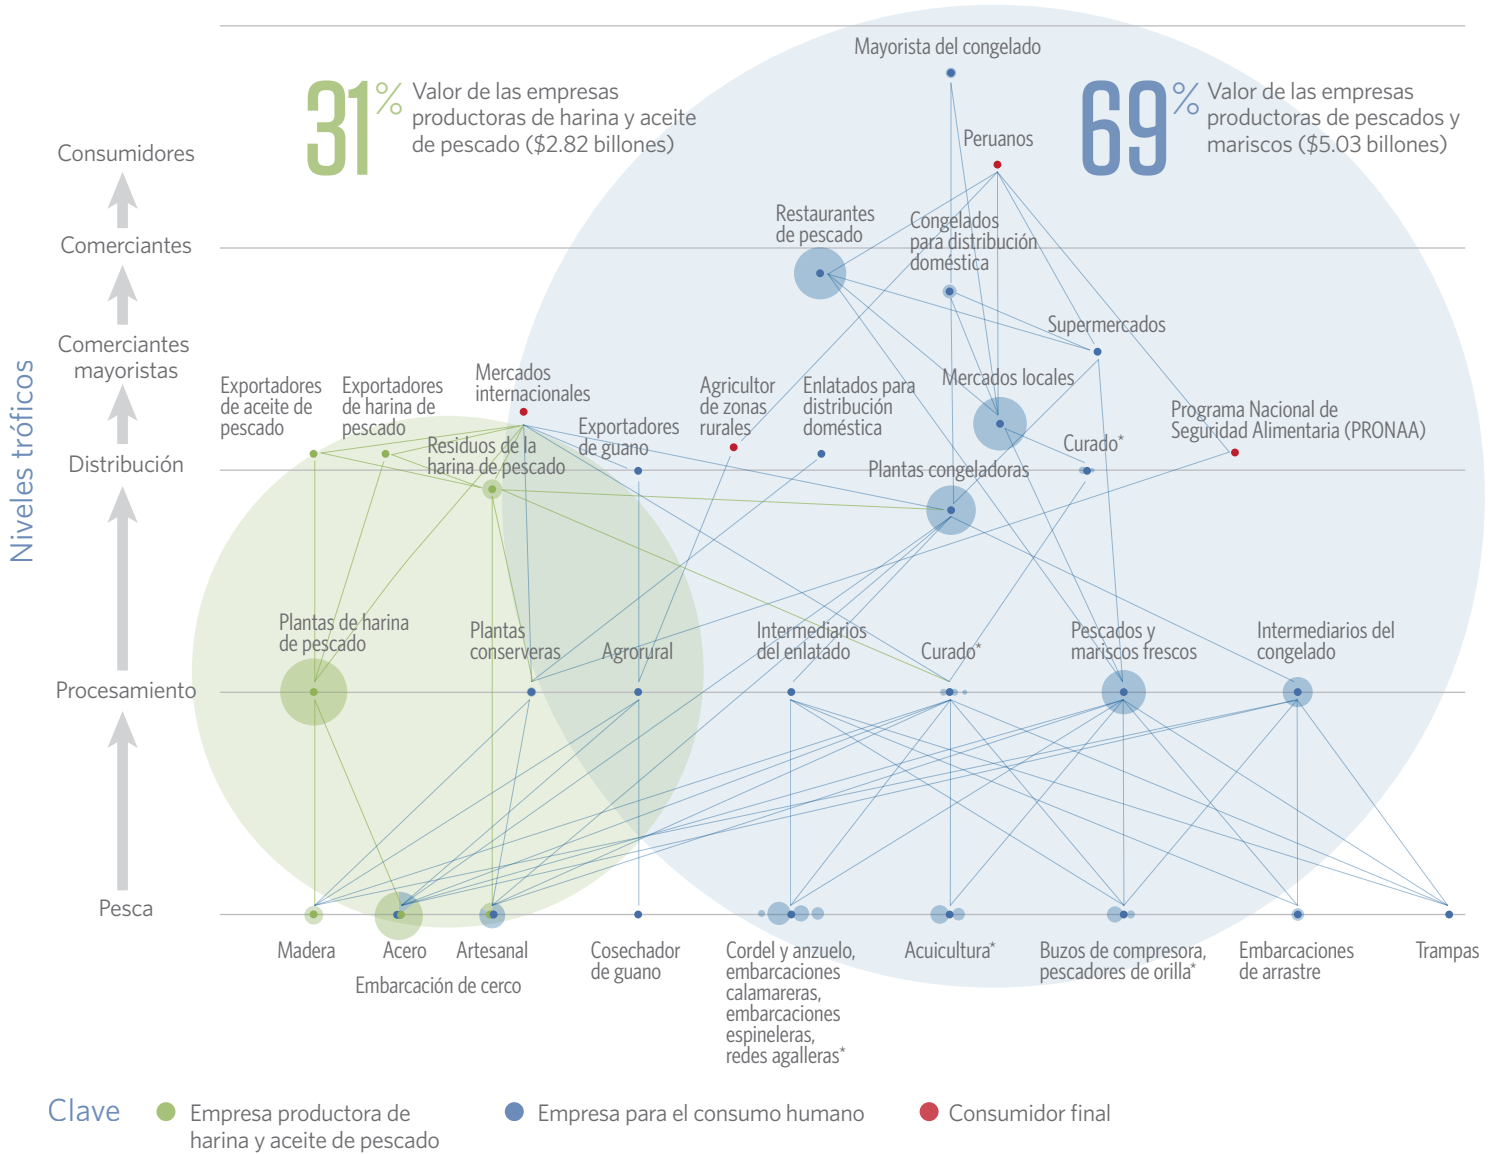 Mayorista del congelado
31%
Valor de las empresas
productoras de harina y aceite
de pescado ($2.82 billones)
69%
Valor de las empresas
productoras de pescados y
mariscos ($5.03 billones)
Peruanos
Niveles tróficos
Consumidores
Comerciantes
Comerciantes
mayoristas
Distribución
Procesamiento
Pesca
Restaurantes
de pescado
Congelados
para distribución
doméstica
Supermercados
Exportadores
de aceite de
pescado
Exportadores
de harina de
pescado
Mercados
internacionales
Residuos de la
harina de pescado
Exportadores
de guano
Agricultor
de zonas
rurales
Enlatados para
distribución
doméstica
Mercados locales
Plantas congeladoras
Curado*
Programa Nacional de
Seguridad Alimentaria (PRONAA)
Plantas de harina
de pescado
Plantas
conserveras
Agrorural
Intermediarios
del enlatado
Curado*
Pescados y
mariscos frescos
Intermediarios del
congelado
Madera
Acero
Artesanal
Embarcación de cerco
Cosechador
de guano
Cordel y anzuelo,
embarcaciones
calamareras,
embarcaciones
espineleras,
redes agalleras*
Acuicultura*
Buzos de compresora,
pescadores de orilla*
Embarcaciones
de arrastre
Trampas
Clave
Empresa productora de
harina y aceite de pescado
Empresa para el consumo humano
Consumidor final